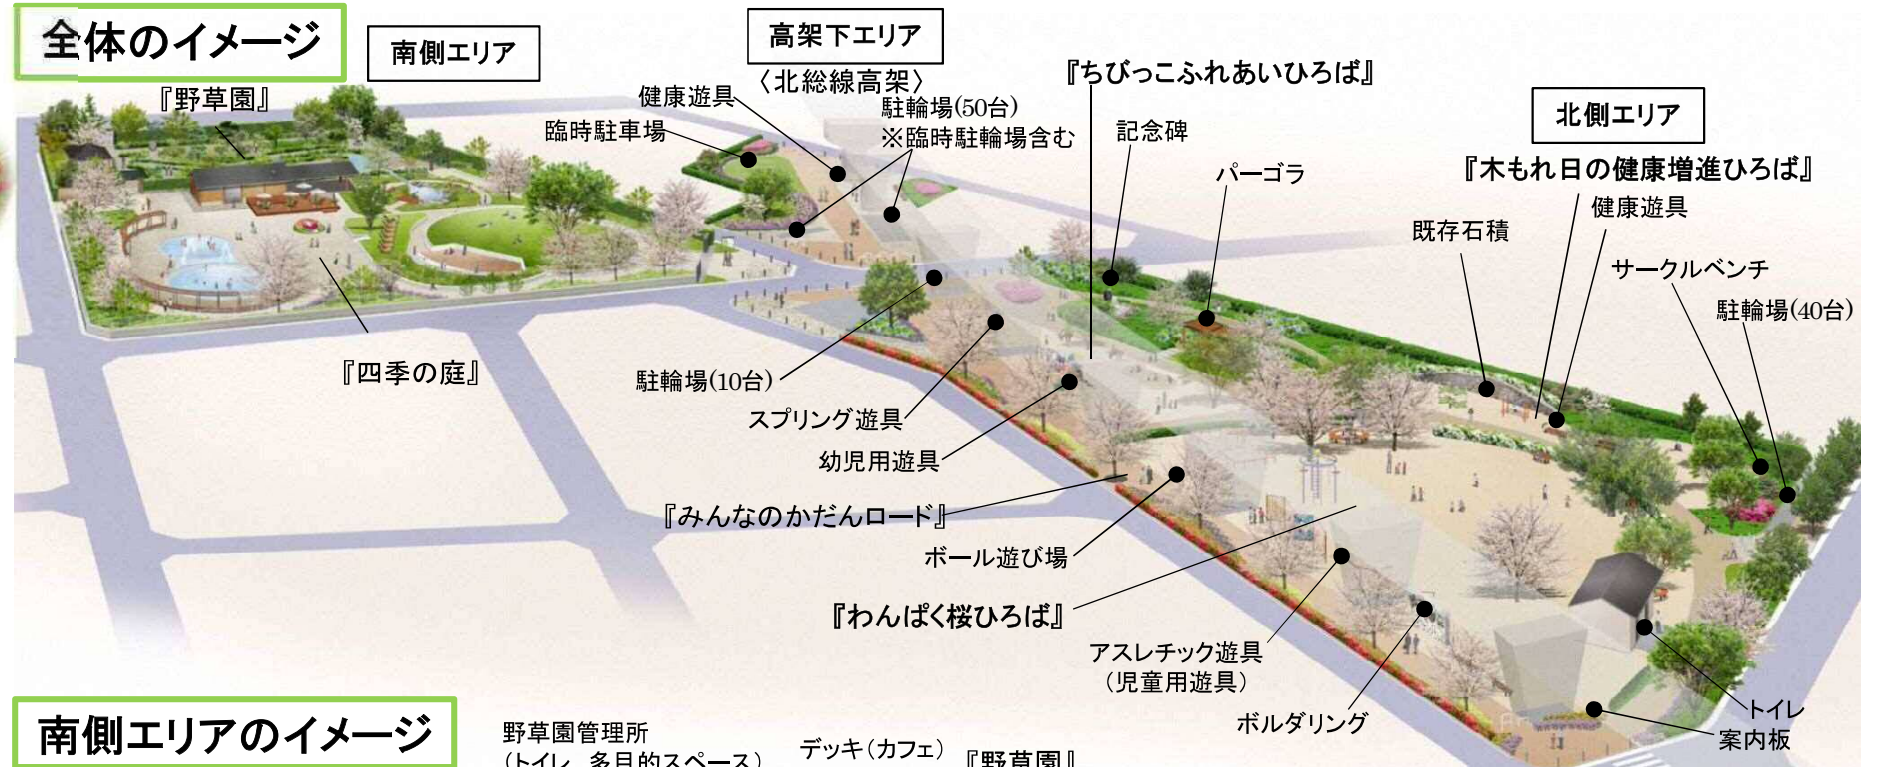 全体のイメージ
南側エリア
高架下エリア
〈北総線高架〉
『野草園』
健康遊具
臨時駐車場
駐輪場(50台)
※臨時駐輪場含む
『ちびっこふれあいひろば』
記念碑
パーゴラ
北側エリア
『木もれ日の健康増進ひろば』
健康遊具
既存石積
サークルベンチ
駐輪場(40台)
『四季の庭』
駐輪場(10台)
スプリング遊具
幼児用遊具
『みんなのかだんロード』
ボール遊び場
『わんぱく桜ひろば』
アスレチック遊具
(児童用遊具)
ボルダリング
トイレ
案内板
南側エリアのイメージ
野草園管理所
(トイレ、多目的スペース)
デッキ(カフェ)
『野草園』